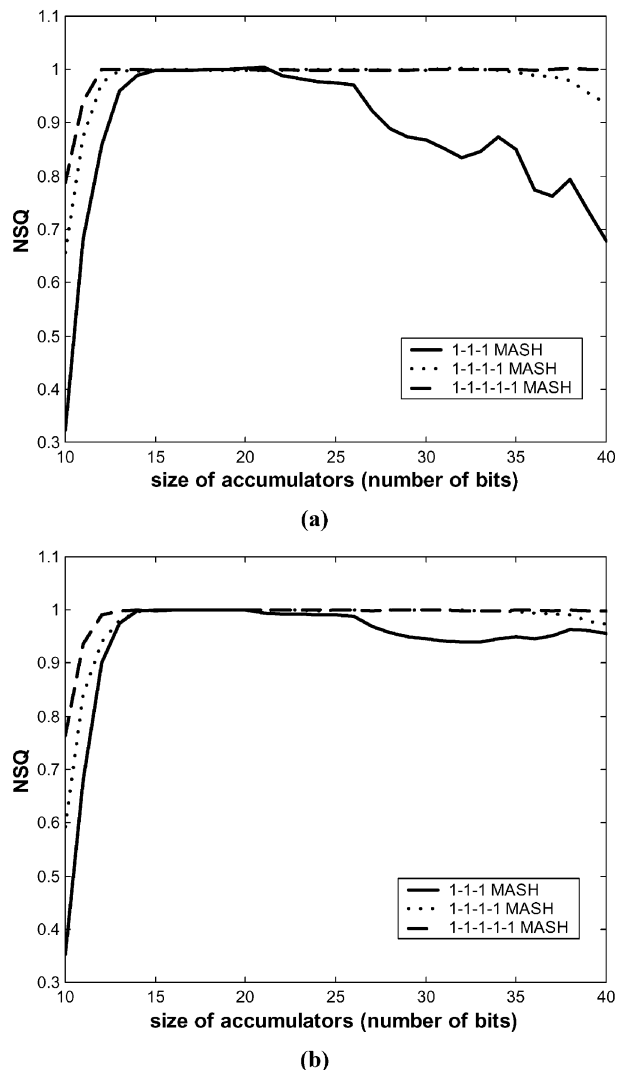 1.1
1
0.9
0.8
0.7
0.6
0.5
0.4
0.3
NSQ
1-1-1 MASH
1-1-1-1 MASH
1-1-1-1-1 MASH
10 15 20 25 30 35 40
size of accumulators (number of bits)
(a)
1.1
1
0.9
0.8
0.7
0.6
0.5
0.4
0.3
NSQ
1-1-1 MASH
1-1-1-1 MASH
1-1-1-1-1 MASH
10 15 20 25 30 35 40
size of accumulators (number of bits)
(b)